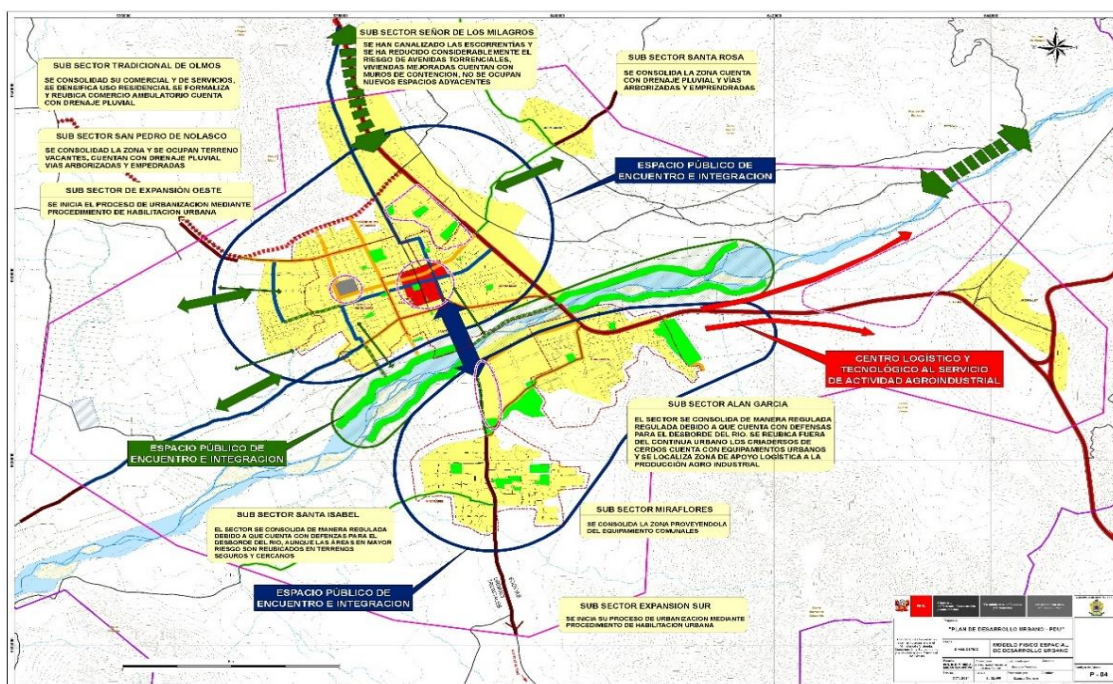 SUB SECTOR TRADICIONAL DE OLMOS
SE CONSOLIDAD SU COMERCIAL Y DE SERVICIOS,
SE DENSIFICA USO RESIDENCIAL SE FORMALIZA
Y REUBICA COMERCIO AMBULATORIO CUENTA
CON DRENAJE PLUVIAL
SUB SECTOR SAN PEDRO DE NOLASCO
SE CONSOLIDAD LA ZONA Y SE OCUPAN TERRENO
VACANTES, CUENTAN CON DRENAJE PLUVIAL
VIAS ARBORIZADAS Y EMPEDRADAS
SUB SECTOR DE EXPANSIÓN OESTE
SE INICIA EL PROCESO DE URBANIZACION MEDIANTE
PROCEDIMIENTO DE HABILITACION URBANA
SUB SECTOR SEÑOR DE LOS MILAGROS
SE HAN CANALIZADO LAS ESCORRENTÍAS Y
SE HA REDUCIDO CONSIDERABLEMENTE EL
RIESGO DE AVENIDAS TORRENCIALES,
VIVIENDAS MEJORADAS CUENTAN CON
MUROS DE CONTENCION, NO SE OCUPAN
NUEVOS ESPACIOS ADYACENTES
SUB SECTOR SANTA ROSA
SE CONSOLIDA LA ZONA CUENTA
CON DRENAJE PLUVIAL Y VÍAS
ARBORIZADAS Y EMPRENDRADAS
ESPACIO PÚBLICO DE
ENCUENTRO E INTEGRACION
CENTRO LOGÍSTICO Y
TECNOLÓGICO AL SERVICIO
DE ACTIVIDAD AGROINDUSTRIAL
SUB SECTOR ALAN GARCIA
EL SECTOR SE CONSOLIDA DE MANERA REGULADA
REGULADA DEBIDO A QUE CUENTA CON DEFENSAS
PARA EL DESBORDE DEL RIO. SE REUBICA FUERA
DEL CONTINUA URBANO LOS CRIADERSOS DE
CERDOS CUENTA CON EQUIPAMIENTOS URBANOS
Y SE LOCALIZA ZONA DE APOYO LOGÍSTICA A LA
PRODUCCIÓN AGRO INDUSTRIAL
ESPACIO PÚBLICO DE
ENCUENTRO E INTEGRACION
SUB SECTOR SANTA ISABEL
EL SECTOR SE CONSOLIDA DE MANERA REGULADA
DEBIDO A QUE CUENTA CON DEFENZAS PARA EL
DESBORDE DEL RIO, AUNQUE LAS ÁREAS EN MAYOR
RIESGO SON REUBICADOS EN TERRENOS
SEGUROS Y CERCANOS
SUB SECTOR MIRAFLORES
SE CONSOLIDA LA ZONA PROVEYENDOLA
DEL EQUIPAMIENTO COMUNALES
ESPACIO PÚBLICO DE
ENCUENTRO E INTEGRACION
SUB SECTOR EXPANSION SUR
SE INICIA SU PROCESO DE URBANIZACION MEDIANTE
PROCEDIMIENTO DE HABILITACION URBANA
"PLAN DE DESARROLLO URBANO - PDU"
MODELO FISICO ESPACIAL
DE DESARROLLO URBANO
P - 04